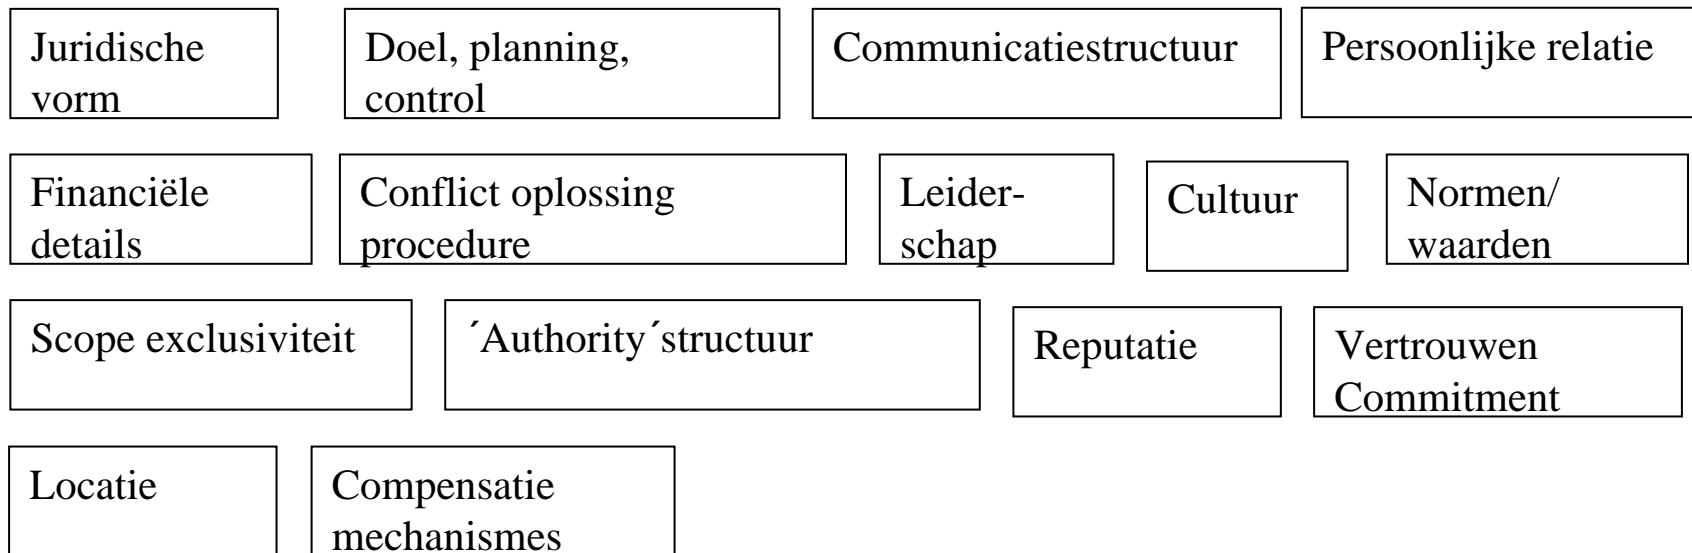 Juridische
vorm
Doel, planning,
control
Communicatiestructuur
Persoonlijke relatie
Financiële
details
Conflict oplossing
procedure
Leider-
schap
Cultuur
Normen/
waarden
Scope exclusiviteit
´Authority´structuur
Reputatie
Vertrouwen
Commitment
Locatie
Compensatie
mechanismes